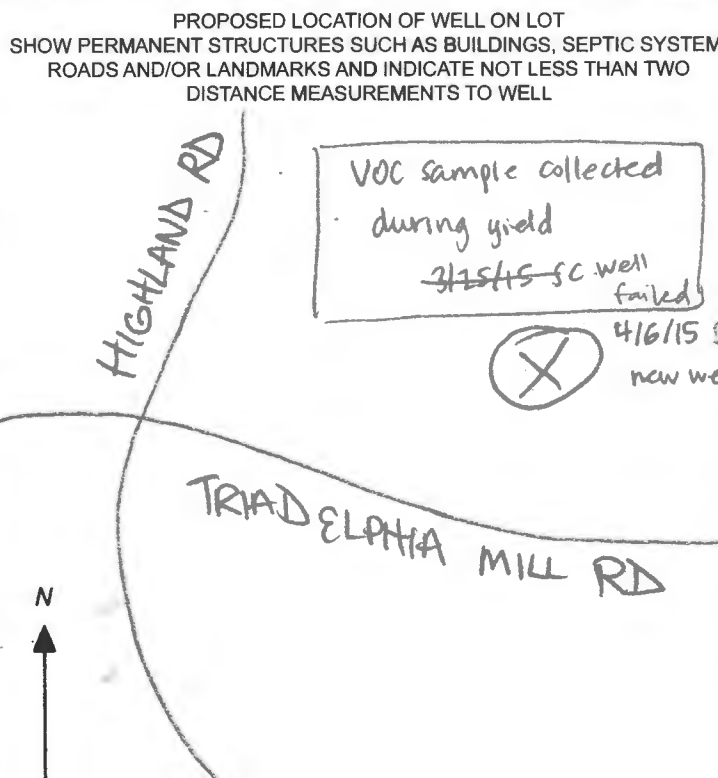 PROPOSED LOCATION OF WELL ON LOT
SHOW PERMANENT STRUCTURES SUCH AS BUILDINGS, SEPTIC SYSTEM
ROADS AND/OR LANDMARKS AND INDICATE NOT LESS THAN TWO
DISTANCE MEASUREMENTS TO WELL
HIGHLAND RD
VOC sample collected
during yield
3/25/15 SC well
failed
4/6/15
new we
X
TRIADELPHIA MILL RD
N